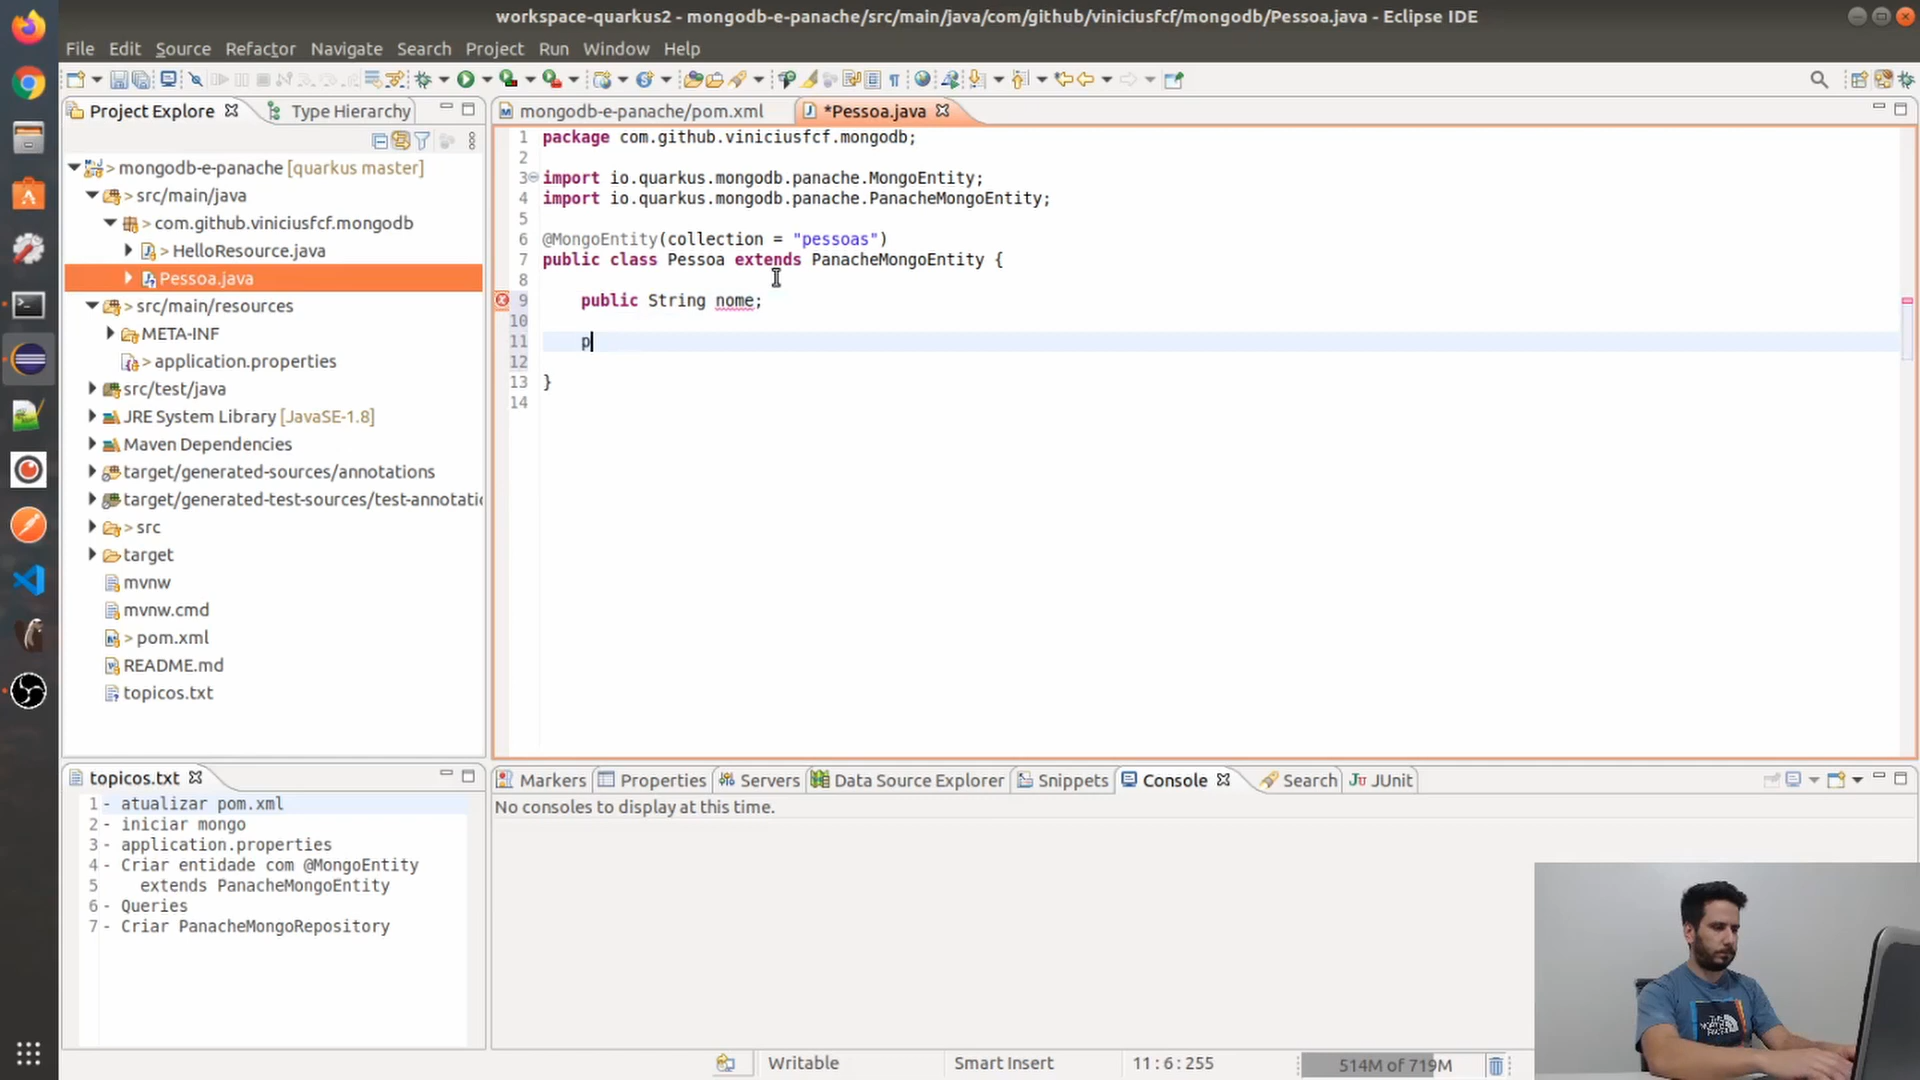 workspace-quarkus2 - mongodb-e-panache/src/main/java/com/github/viniciusfcf/mongodb/Pessoa.java - Eclipse IDE
File Edit Source Refactor Navigate Search Project Run Window Help
Project Explore
Type Hierarchy
mongodb-e-panache/pom.xml
*Pessoa.java
> mongodb-e-panache [quarkus master]
> src/main/java
> com.github.viniciusfcf.mongodb
> HelloResource.java
Pessoa.java
> src/main/resources
META-INF
> application.properties
src/test/java
JRE System Library [JavaSE-1.8]
Maven Dependencies
target/generated-sources/annotations
target/generated-test-sources/test-annotati
> src
target
mvnw
mvnw.cmd
> pom.xml
README.md
topicos.txt
1 package com.github.viniciusfcf.mongodb;
2
3 import io.quarkus.mongodb.panache.MongoEntity;
4 import io.quarkus.mongodb.panache.PanacheMongoEntity;
5
6 @MongoEntity(collection = "pessoas")
7 public class Pessoa extends PanacheMongoEntity {
8
9 public String nome;
10
11 p
12
13 }
14
topicos.txt
1 - atualizar pom.xml
2 - iniciar mongo
3 - application.properties
4 - Criar entidade com @MongoEntity
5 extends PanacheMongoEntity
6 - Queries
7 - Criar PanacheMongoRepository
Markers Properties Servers Data Source Explorer Snippets Console Search JUnit
No consoles to display at this time.
Writable Smart Insert 11 : 6 : 255 514M of 719M
THE NORTH FACE